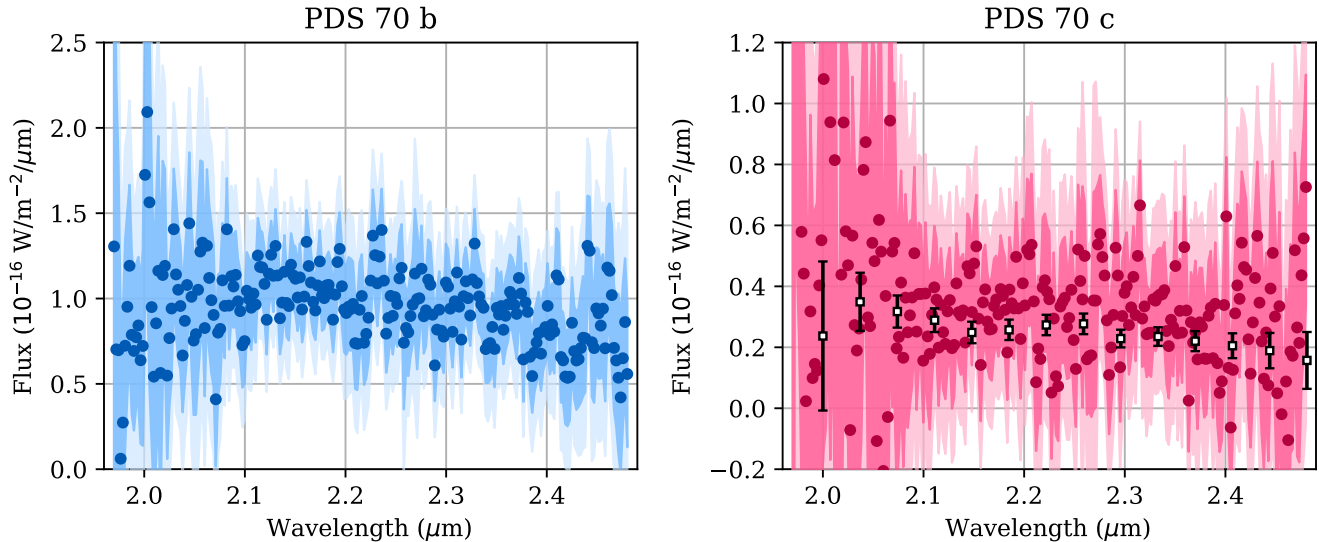 PDS 70 b
Flux (10⁻¹⁶ W/m⁻²/μm)
2.5
2.0
1.5
1.0
0.5
0.0
2.0 2.1 2.2 2.3 2.4
Wavelength (μm)
PDS 70 c
Flux (10⁻¹⁶ W/m⁻²/μm)
1.2
1.0
0.8
0.6
0.4
0.2
0.0
−0.2
2.0 2.1 2.2 2.3 2.4
Wavelength (μm)